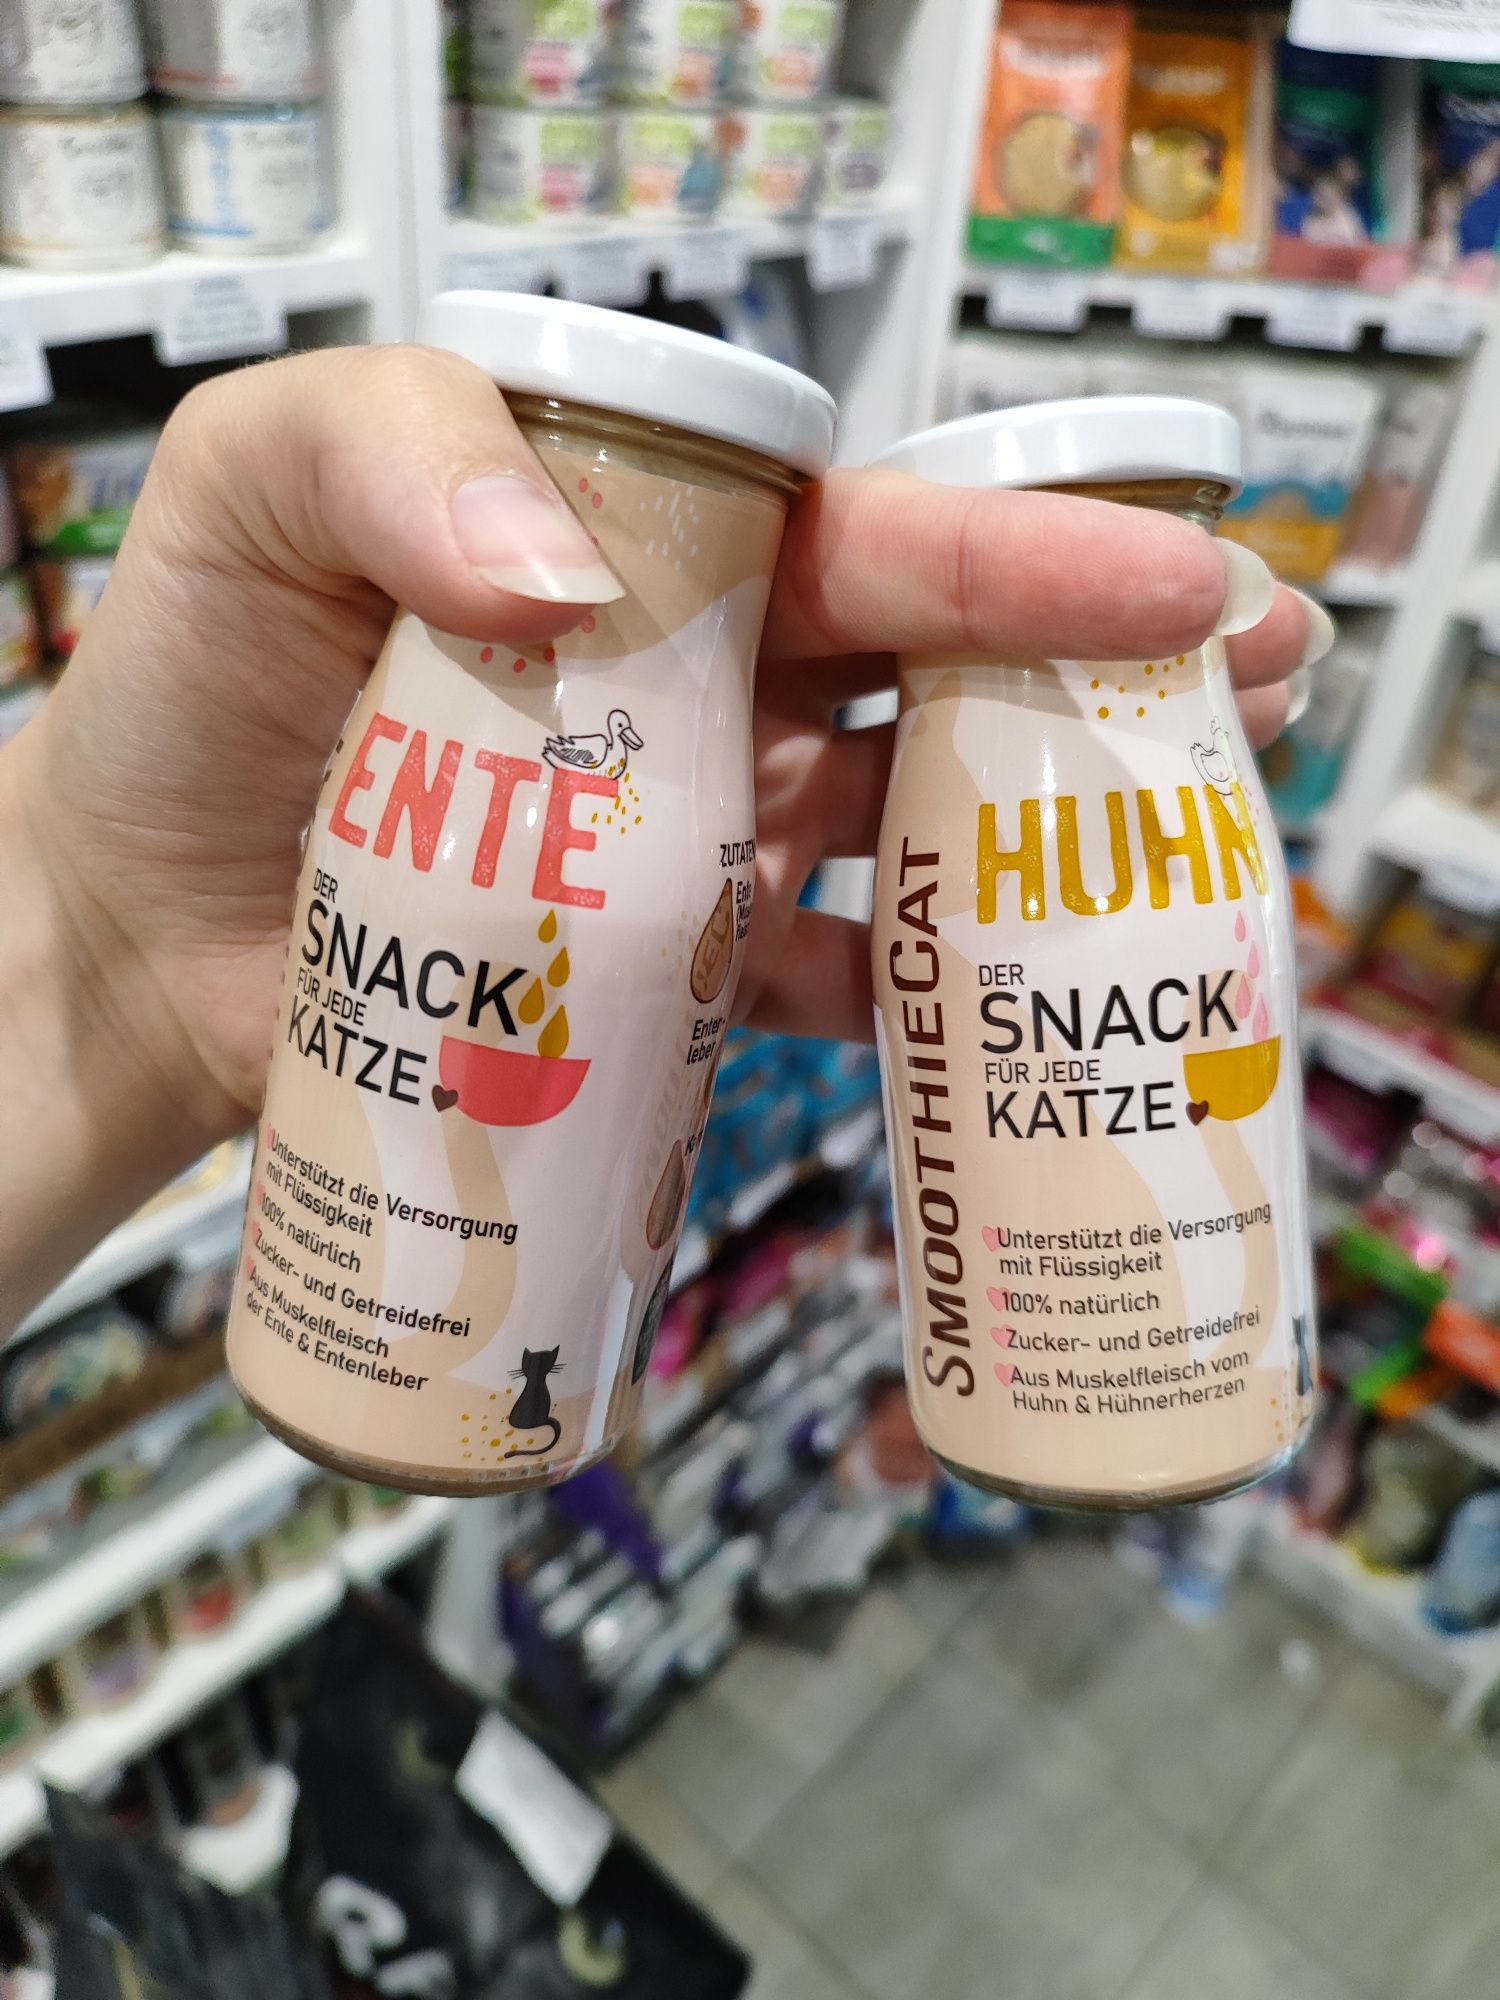 ENTE
DER
SNACK
FÜR JEDE
KATZE
Unterstützt die Versorgung
mit Flüssigkeit
100% natürlich
Zucker- und Getreidefrei
Aus Muskelfleisch
der Ente & Entenleber
ZUTATEN
Enten-
leber
SMOOTHIECAT
HUHN
DER
SNACK
FÜR JEDE
KATZE
Unterstützt die Versorgung
mit Flüssigkeit
100% natürlich
Zucker- und Getreidefrei
Aus Muskelfleisch vom
Huhn & Hühnerherzen